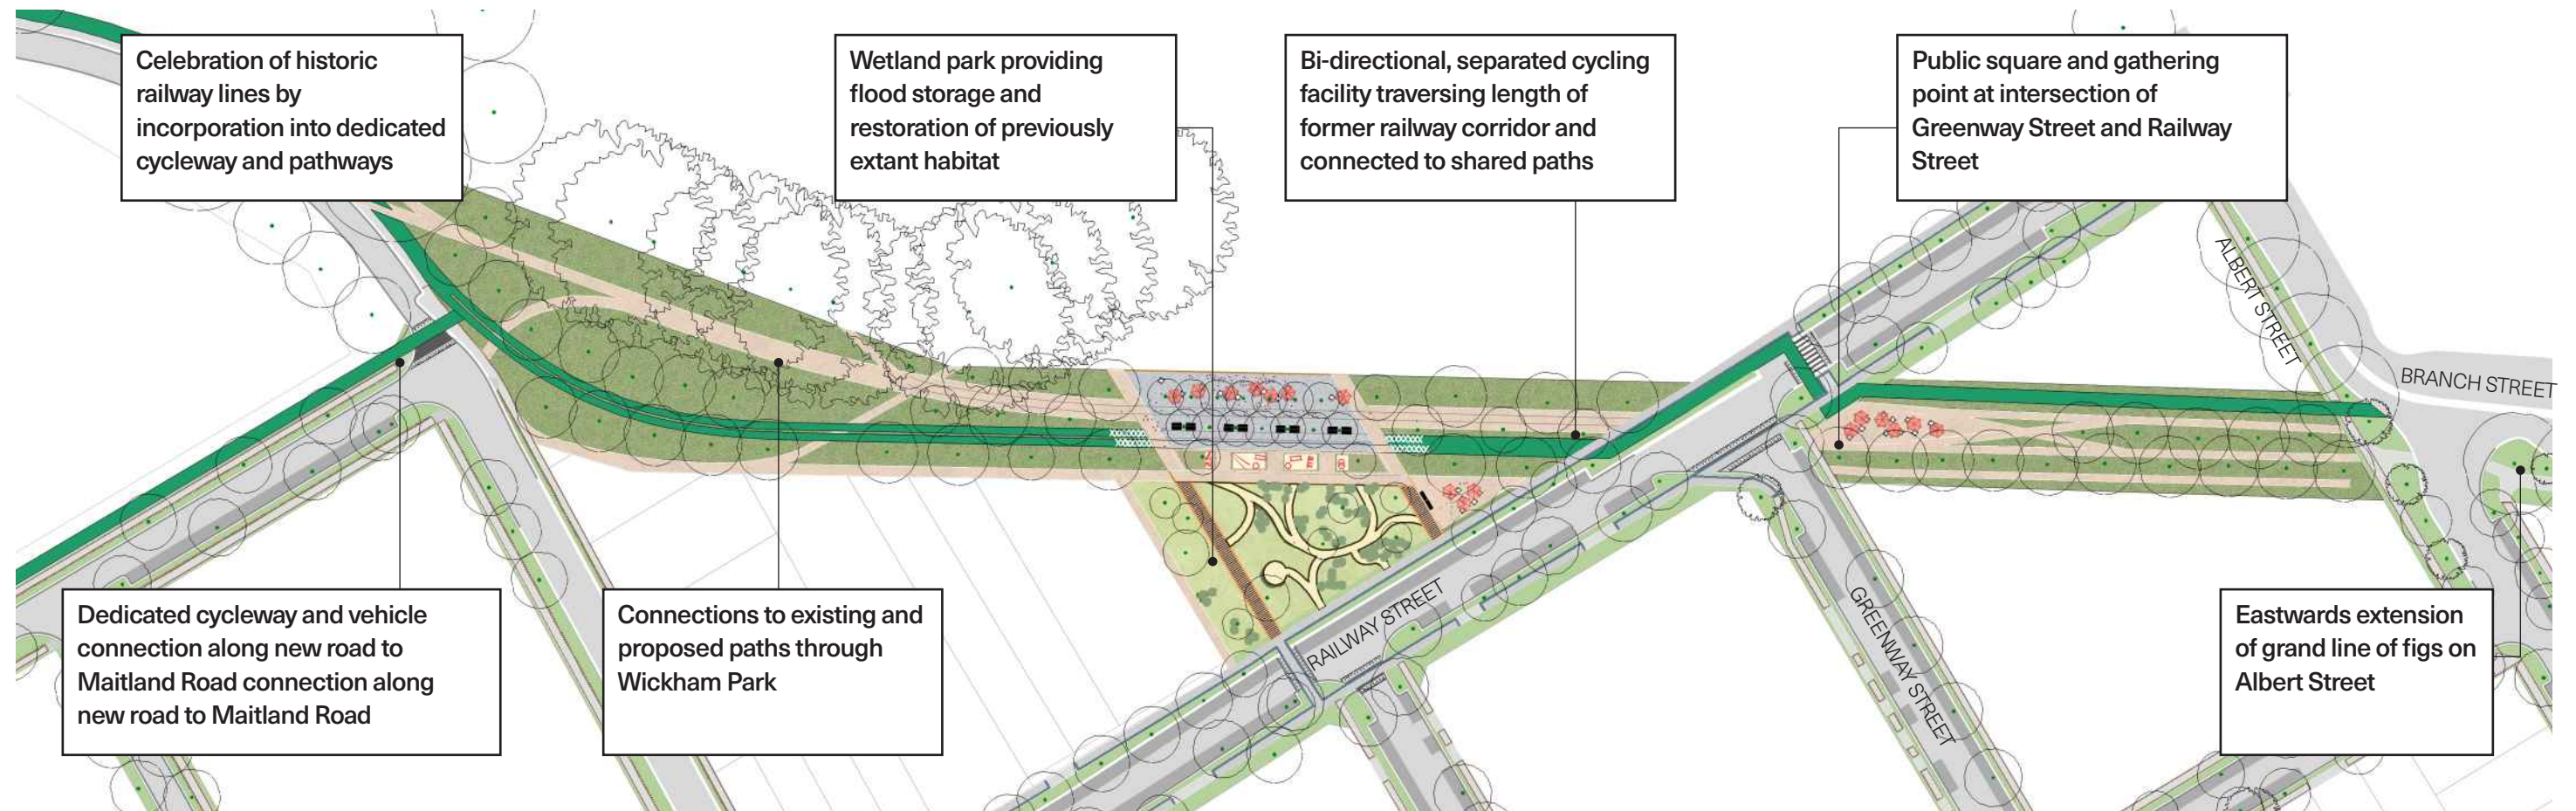 Celebration of historic
railway lines by
incorporation into dedicated
cycleway and pathways
Wetland park providing
flood storage and
restoration of previously
extant habitat
Bi-directional, separated cycling
facility traversing length of
former railway corridor and
connected to shared paths
Public square and gathering
point at intersection of
Greenway Street and Railway
Street
ALBERT STREET
BRANCH STREET
RAILWAY STREET
GREENWAY STREET
Dedicated cycleway and vehicle
connection along new road to
Maitland Road connection along
new road to Maitland Road
Connections to existing and
proposed paths through
Wickham Park
Eastwards extension
of grand line of figs on
Albert Street